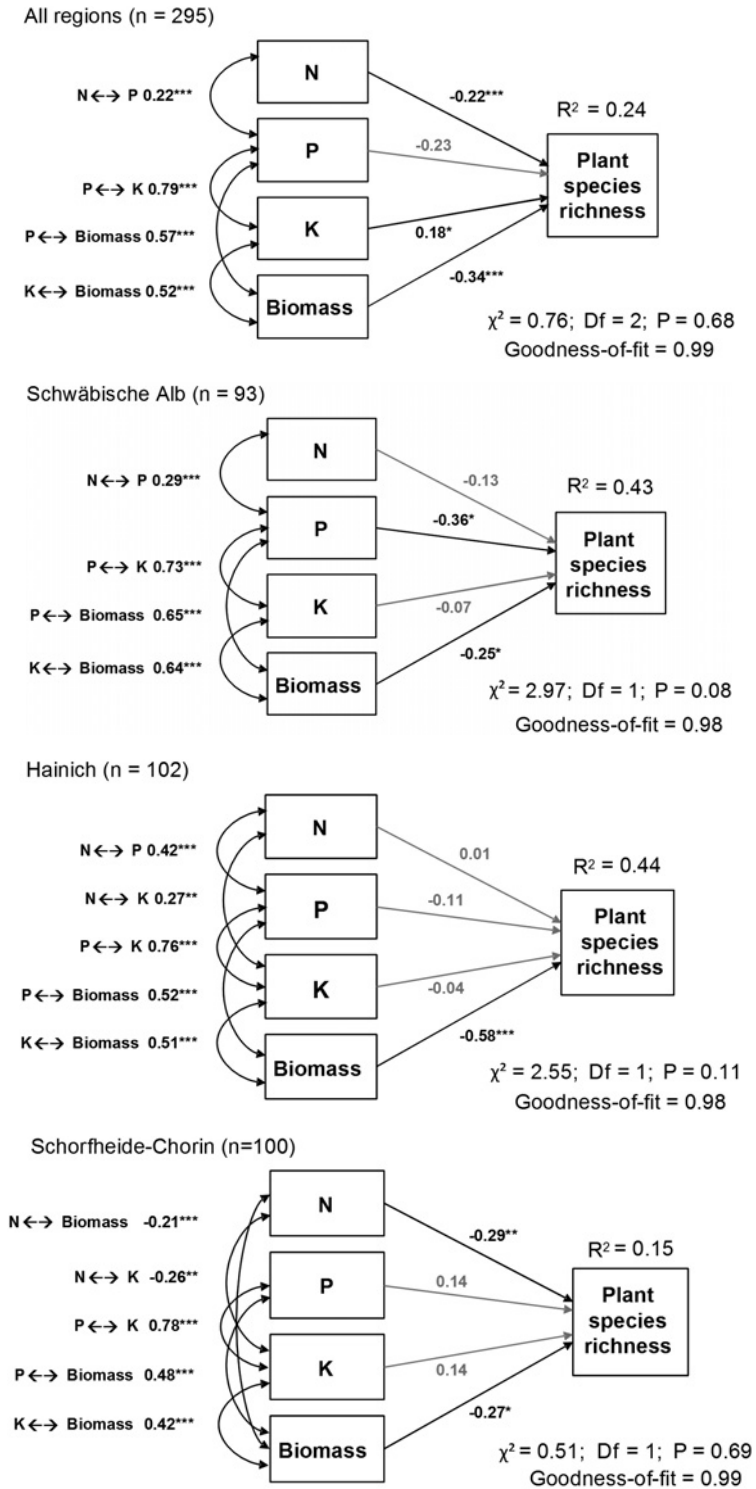 All regions (n = 295)
N
N ←→ P 0.22***
-0.22***
R² = 0.24
P
-0.23
Plant
species
richness
P ←→ K 0.79***
K
0.18*
P ←→ Biomass 0.57***
-0.34***
K ←→ Biomass 0.52***
Biomass
χ² = 0.76; Df = 2; P = 0.68
Goodness-of-fit = 0.99
Schwäbische Alb (n = 93)
N
N ←→ P 0.29***
-0.13
R² = 0.43
P
-0.36*
Plant
species
richness
P ←→ K 0.73***
K
-0.07
P ←→ Biomass 0.65***
-0.25*
K ←→ Biomass 0.64***
Biomass
χ² = 2.97; Df = 1; P = 0.08
Goodness-of-fit = 0.98
Hainich (n = 102)
N
N ←→ P 0.42***
0.01
R² = 0.44
N ←→ K 0.27**
P
-0.11
Plant
species
richness
P ←→ K 0.76***
K
-0.04
P ←→ Biomass 0.52***
-0.58***
K ←→ Biomass 0.51***
Biomass
χ² = 2.55; Df = 1; P = 0.11
Goodness-of-fit = 0.98
Schorfheide-Chorin (n=100)
N
N ←→ Biomass -0.21***
-0.29**
R² = 0.15
N ←→ K -0.26**
P
0.14
Plant
species
richness
P ←→ K 0.78***
K
0.14
P ←→ Biomass 0.48***
-0.27*
K ←→ Biomass 0.42***
Biomass
χ² = 0.51; Df = 1; P = 0.69
Goodness-of-fit = 0.99